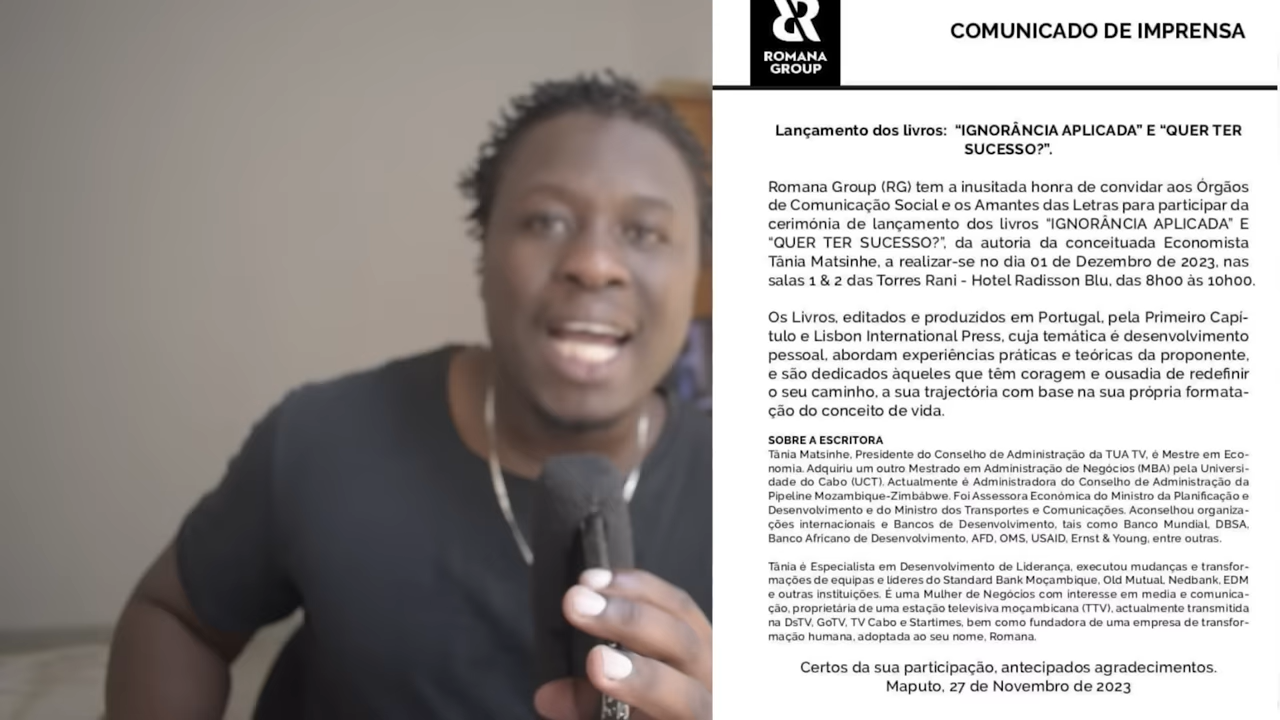 ROMANA
GROUP
COMUNICADO DE IMPRENSA
Lançamento dos livros: “IGNORÂNCIA APLICADA” E “QUER TER
SUCESSO?”.
Romana Group (RG) tem a inusitada honra de convidar aos Órgãos
de Comunicação Social e os Amantes das Letras para participar da
cerimónia de lançamento dos livros “IGNORÂNCIA APLICADA” E
“QUER TER SUCESSO?”, da autoria da conceituada Economista
Tânia Matsinhe, a realizar-se no dia 01 de Dezembro de 2023, nas
salas 1 & 2 das Torres Rani - Hotel Radisson Blu, das 8h00 às 10h00.
Os Livros, editados e produzidos em Portugal, pela Primeiro Capí-
tulo e Lisbon International Press, cuja temática é desenvolvimento
pessoal, abordam experiências práticas e teóricas da proponente,
e são dedicados àqueles que têm coragem e ousadia de redefinir
o seu caminho, a sua trajectória com base na sua própria formata-
ção do conceito de vida.
SOBRE A ESCRITORA
Tânia Matsinhe, Presidente do Conselho de Administração da TUA TV, é Mestre em Eco-
nomia. Adquiriu um outro Mestrado em Administração de Negócios (MBA) pela Universi-
dade do Cabo (UCT). Actualmente é Administradora do Conselho de Administração da
Pipeline Mozambique-Zimbábwe. Foi Assessora Económica do Ministro da Planificação e
Desenvolvimento e do Ministro dos Transportes e Comunicações. Aconselhou organiza-
ções internacionais e Bancos de Desenvolvimento, tais como Banco Mundial, DBSA,
Banco Africano de Desenvolvimento, AFD, OMS, USAID, Ernst & Young, entre outras.
Tânia é Especialista em Desenvolvimento de Liderança, executou mudanças e transfor-
mações de equipas e lideres do Standard Bank Moçambique, Old Mutual, Nedbank, EDM
e outras instituições. É uma Mulher de Negócios com interesse em media e comunica-
ção, proprietária de uma estação televisiva moçambicana (TTV), actualmente transmitida
na DsTV, GoTV, TV Cabo e Startimes, bem como fundadora de uma empresa de transfor-
mação humana, adoptada ao seu nome, Romana.
Certos da sua participação, antecipados agradecimentos.
Maputo, 27 de Novembro de 2023